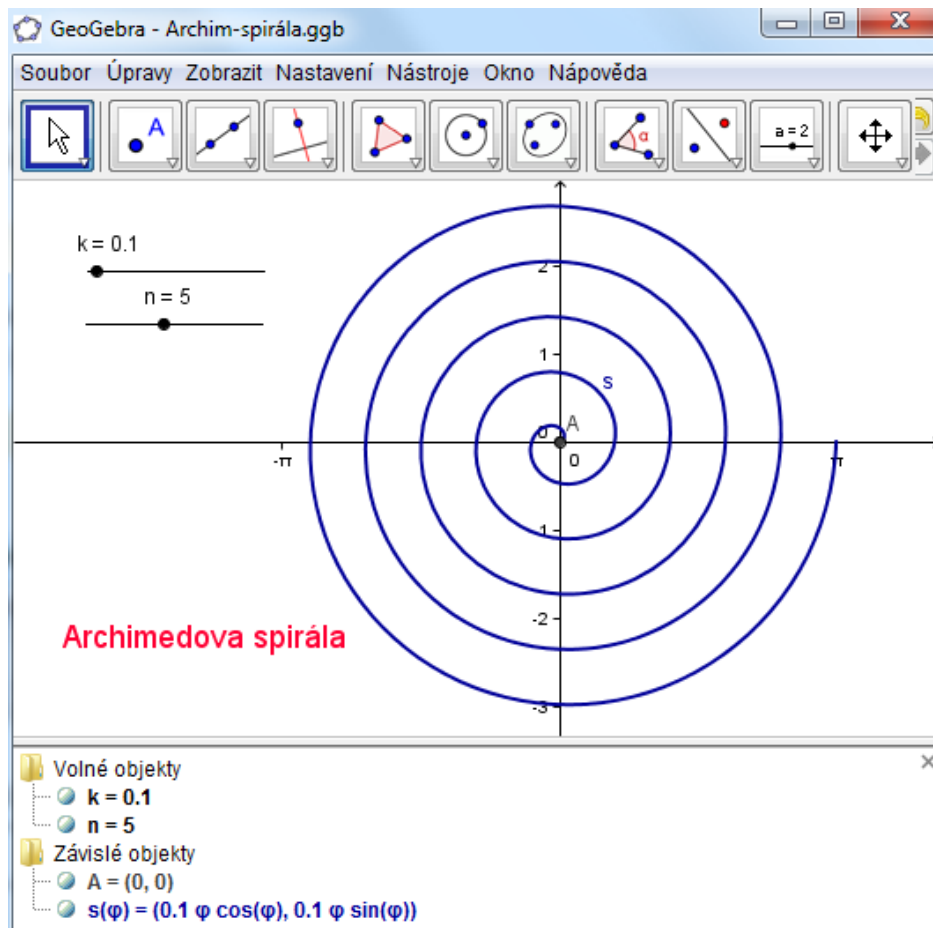 GeoGebra - Archim-spirála.ggb
Soubor Úpravy Zobrazit Nastavení Nástroje Okno Nápověda
A
α
a = 2
k = 0.1
n = 5
2
1
s
0
A
-π
0
π
-1
-2
-3
Archimedova spirála
Volné objekty
k = 0.1
n = 5
Závislé objekty
A = (0, 0)
s(φ) = (0.1 φ cos(φ), 0.1 φ sin(φ))